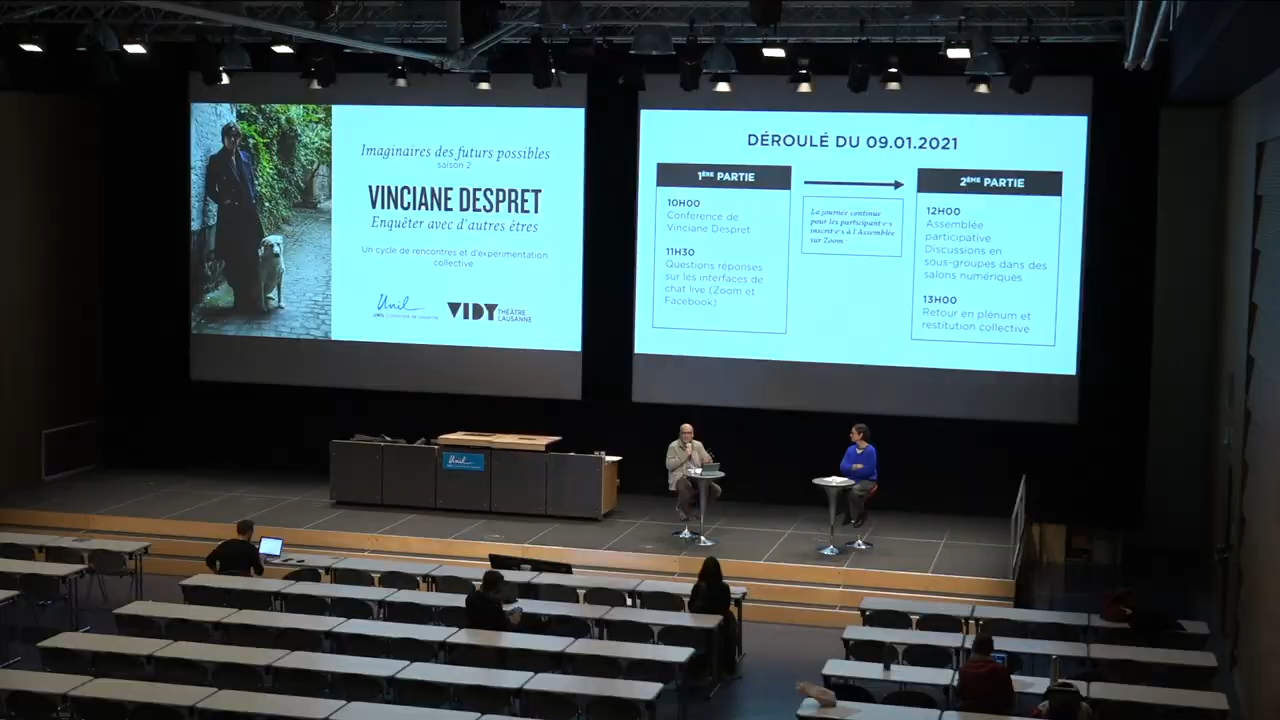 Imaginaires des futurs possibles
saison 2
VINCIANE DESPRET
Enquêter avec d'autres êtres
Un cycle de rencontres et d'expérimentation
collective
Unil
VIDY THÉÂTRE
LAUSANNE
DÉROULÉ DU 09.01.2021
1ÈRE PARTIE
10H00
Conférence de
Vinciane Despret
11H30
Questions réponses
sur les interfaces de
chat live (Zoom et
Facebook)
La journée continue
pour les participant·e·s
inscrit·e·s à l'Assemblée
sur Zoom
2ÈME PARTIE
12H00
Assemblée
participative
Discussions en
sous-groupes dans des
salons numériques
13H00
Retour en plénum et
restitution collective
Unil